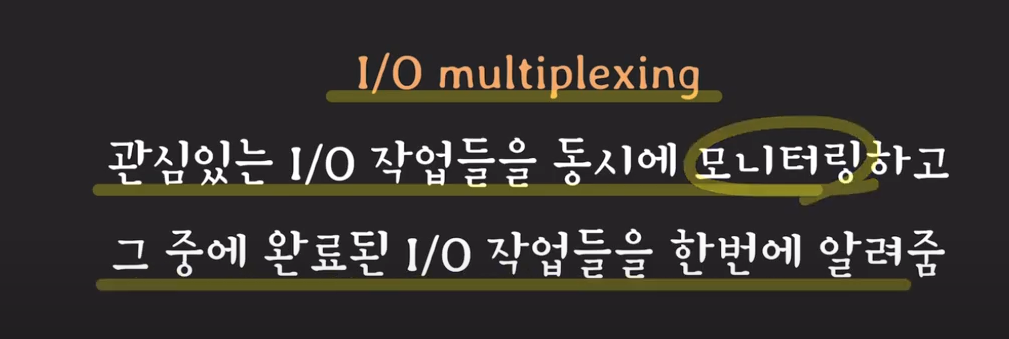 I/O multiplexing
관심있는 I/O 작업들을 동시에 모니터링하고
그 중에 완료된 I/O 작업들을 한번에 알려줌